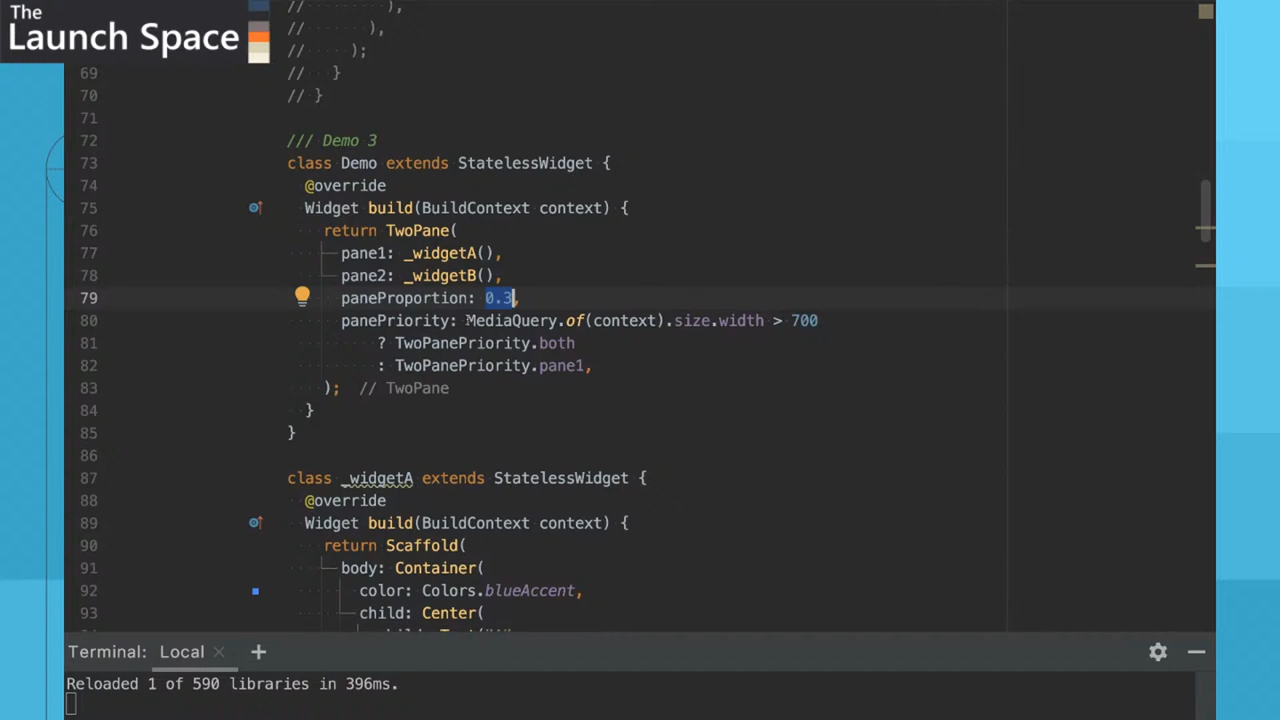 The
Launch Space
// ),
// ),
// );
69 // }
70 // }
71
72 /// Demo 3
73 class Demo extends StatelessWidget {
74 @override
75 Widget build(BuildContext context) {
76 return TwoPane(
77 pane1: _widgetA(),
78 pane2: _widgetB(),
79 paneProportion: 0.3,
80 panePriority: MediaQuery.of(context).size.width > 700
81 ? TwoPanePriority.both
82 : TwoPanePriority.pane1,
83 ); // TwoPane
84 }
85 }
86
87 class _widgetA extends StatelessWidget {
88 @override
89 Widget build(BuildContext context) {
90 return Scaffold(
91 body: Container(
92 color: Colors.blueAccent,
93 child: Center(
Terminal: Local × +
Reloaded 1 of 590 libraries in 396ms.